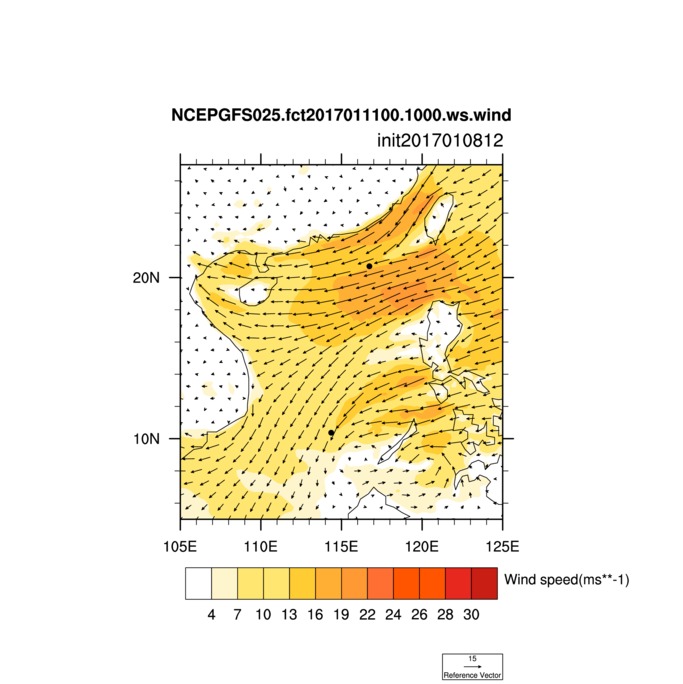 NCEPGFS025.fct2017011100.1000.ws.wind
init2017010812
20N
10N
105E 110E 115E 120E 125E
Wind speed(ms**-1)
4 7 10 13 16 19 22 24 26 28 30
15
Reference Vector